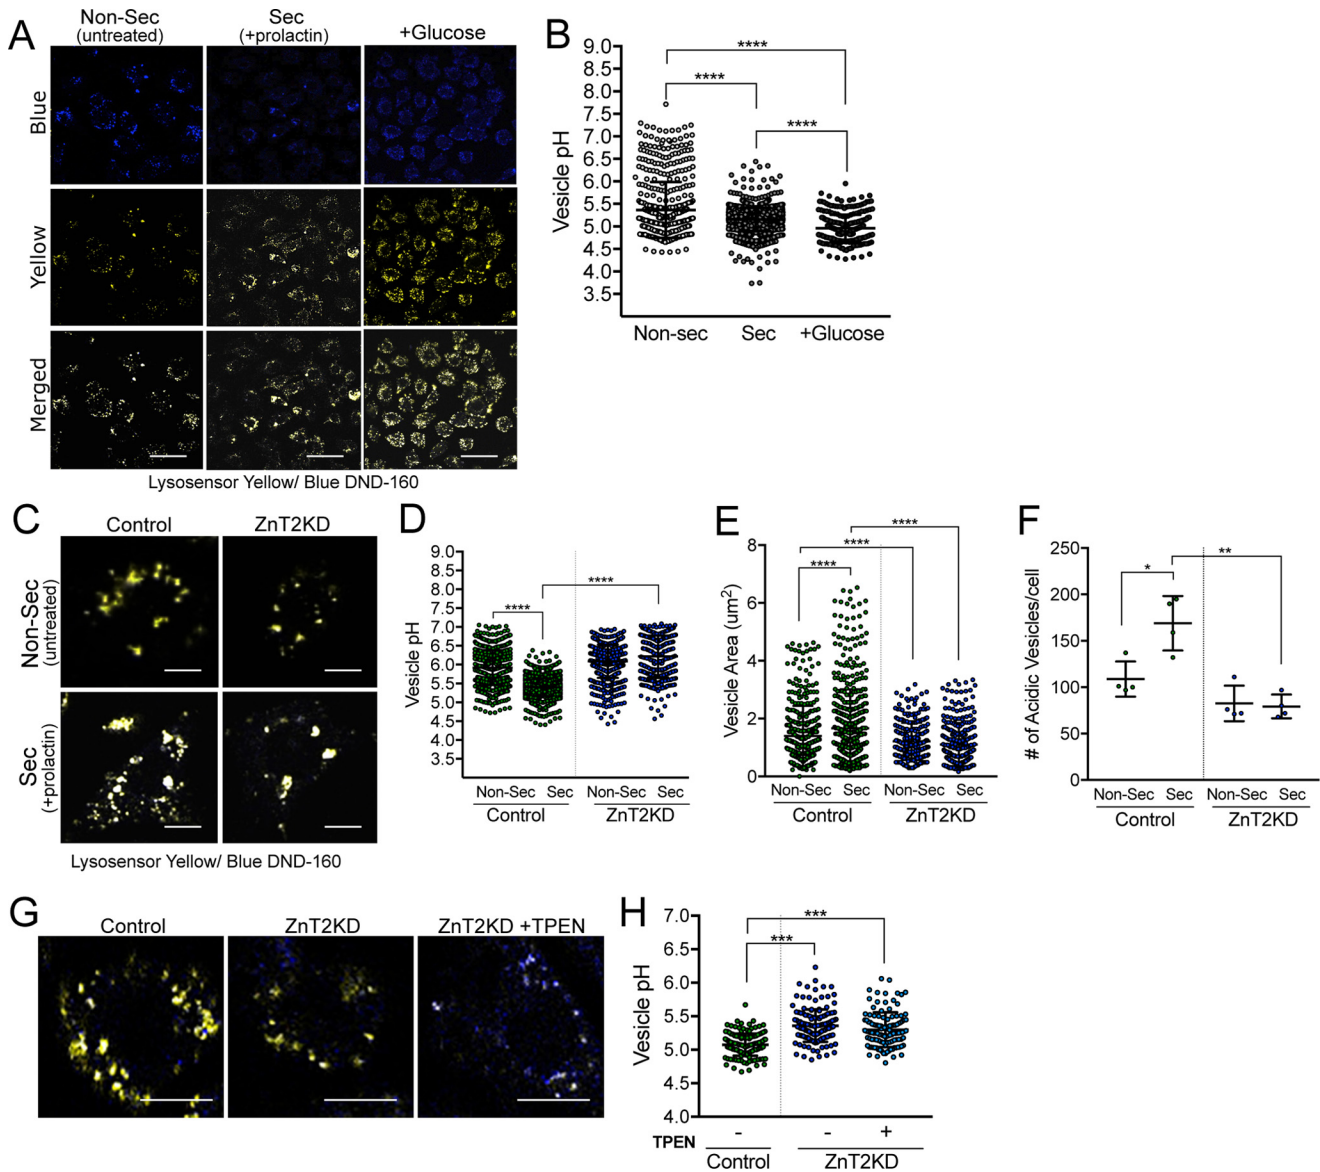 A
Non-Sec
(untreated)
Sec
(+prolactin)
+Glucose
Blue
Yellow
Merged
Lysosensor Yellow/ Blue DND-160
B
Vesicle pH
9.0
8.5
8.0
7.5
7.0
6.5
6.0
5.5
5.0
4.5
4.0
3.5
****
****
****
Non-sec
Sec
+Glucose
C
Control
ZnT2KD
Non-Sec
(untreated)
Sec
(+prolactin)
Lysosensor Yellow/ Blue DND-160
D
Vesicle pH
9.0
8.5
8.0
7.5
7.0
6.5
6.0
5.5
5.0
4.5
4.0
3.5
****
****
Non-Sec Sec
Non-Sec Sec
Control
ZnT2KD
E
Vesicle Area (um2)
8
6
4
2
0
****
****
****
Non-Sec Sec
Non-Sec Sec
Control
ZnT2KD
F
# of Acidic Vesicles/cell
250
200
150
100
50
0
*
**
Non-Sec Sec
Non-Sec Sec
Control
ZnT2KD
G
Control
ZnT2KD
ZnT2KD +TPEN
H
Vesicle pH
7.0
6.5
6.0
5.5
5.0
4.5
4.0
***
***
TPEN - - +
Control
ZnT2KD